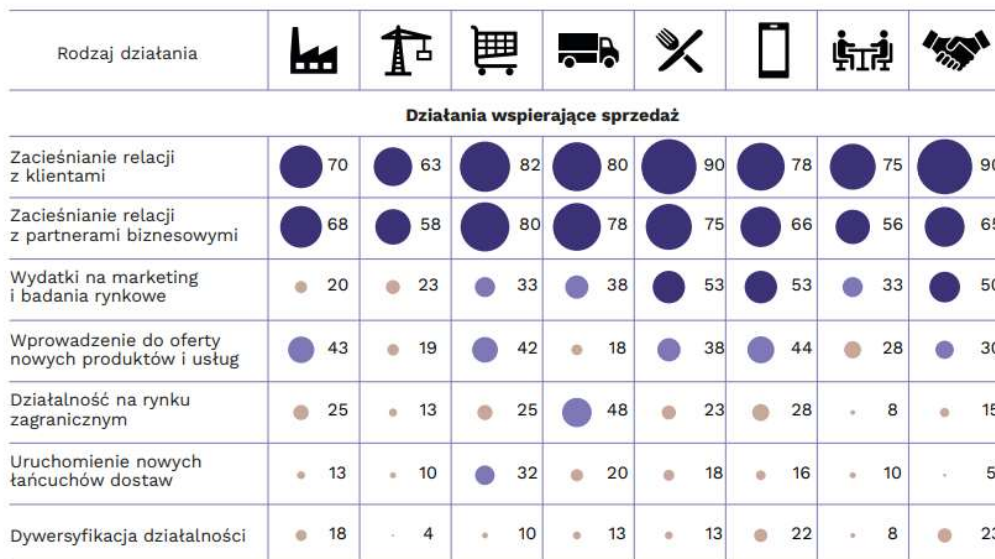 Rodzaj działania
Działania wspierające sprzedaż
Zacieśnianie relacji
z klientami
70 63 82 80 90 78 75 90
Zacieśnianie relacji
z partnerami biznesowymi
68 58 80 78 75 66 56 65
Wydatki na marketing
i badania rynkowe
20 23 33 38 53 53 33 50
Wprowadzenie do oferty
nowych produktów i usług
43 19 42 18 38 44 28 30
Działalność na rynku
zagranicznym
25 13 25 48 23 28 8 15
Uruchomienie nowych
łańcuchów dostaw
13 10 32 20 18 16 10 5
Dywersyfikacja działalności
18 4 10 13 13 22 8 23